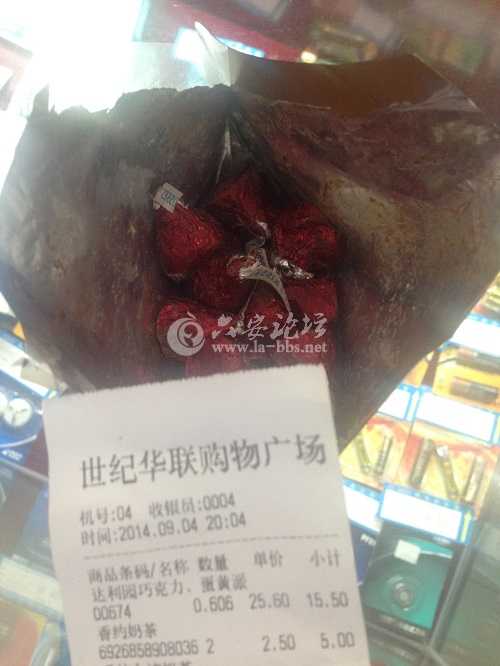 六安论坛
www.la-bbs.net
世纪华联购物广场
机号:04 收银员:0004
时间:2014.09.04 20:04
商品条码/名称 数量 单价 小计
达利园巧克力、蛋黄派
00674 0.606 25.60 15.50
香约奶茶
6926858908036 2 2.50 5.00